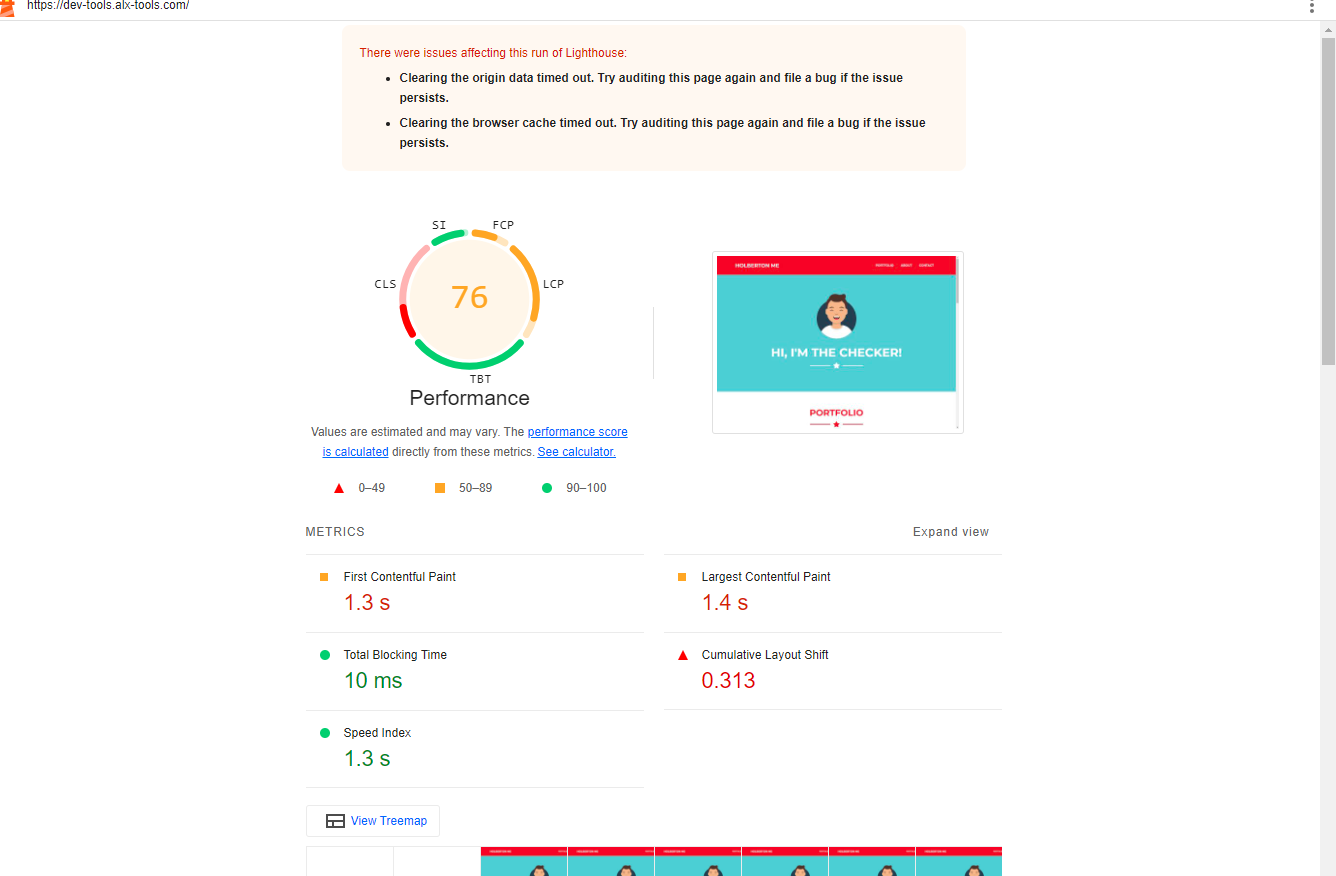 https://dev-tools.alx-tools.com/
There were issues affecting this run of Lighthouse:
• Clearing the origin data timed out. Try auditing this page again and file a bug if the issue
persists.
• Clearing the browser cache timed out. Try auditing this page again and file a bug if the issue
persists.
SI FCP
CLS LCP
76
TBT
Performance
Values are estimated and may vary. The performance score
is calculated directly from these metrics. See calculator.
0–49 50–89 90–100
HOLBERTON ME PORTFOLIO ABOUT CONTACT
HI, I'M THE CHECKER!
PORTFOLIO
METRICS Expand view
First Contentful Paint
1.3 s
Largest Contentful Paint
1.4 s
Total Blocking Time
10 ms
Cumulative Layout Shift
0.313
Speed Index
1.3 s
View Treemap